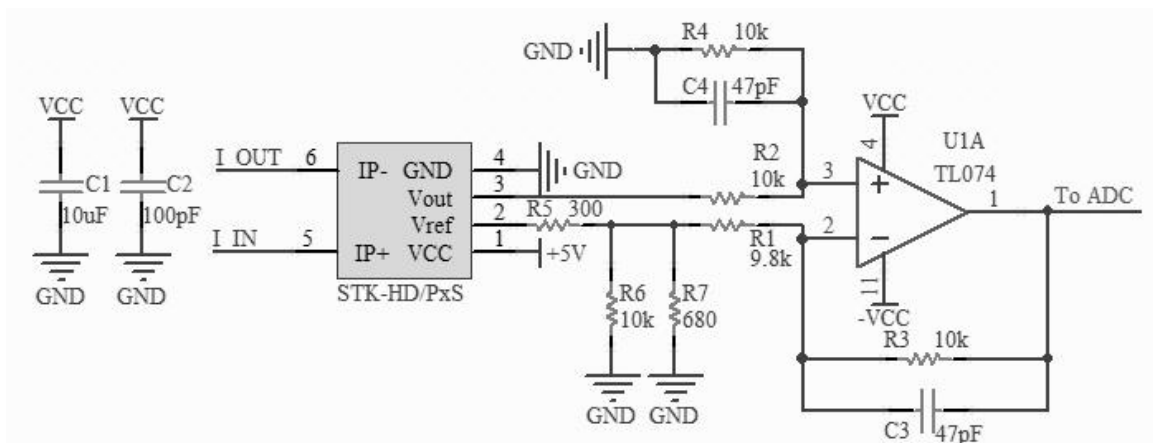 R4 10k
GND
C4 47pF
VCC VCC VCC
4 U1A
TL074
I OUT 6 IP- GND 4 GND
R2
10k
3 + 1 To ADC
C1 C2
10uF 100pF
Vout 3
Vref 2 R5 300
2 −
I IN 5 IP+ VCC 1 +5V
R1
9.8k
STK-HD/PxS
11
-VCC
GND GND
R6 R7
10k 680
R3 10k
GND GND
C3 47pF